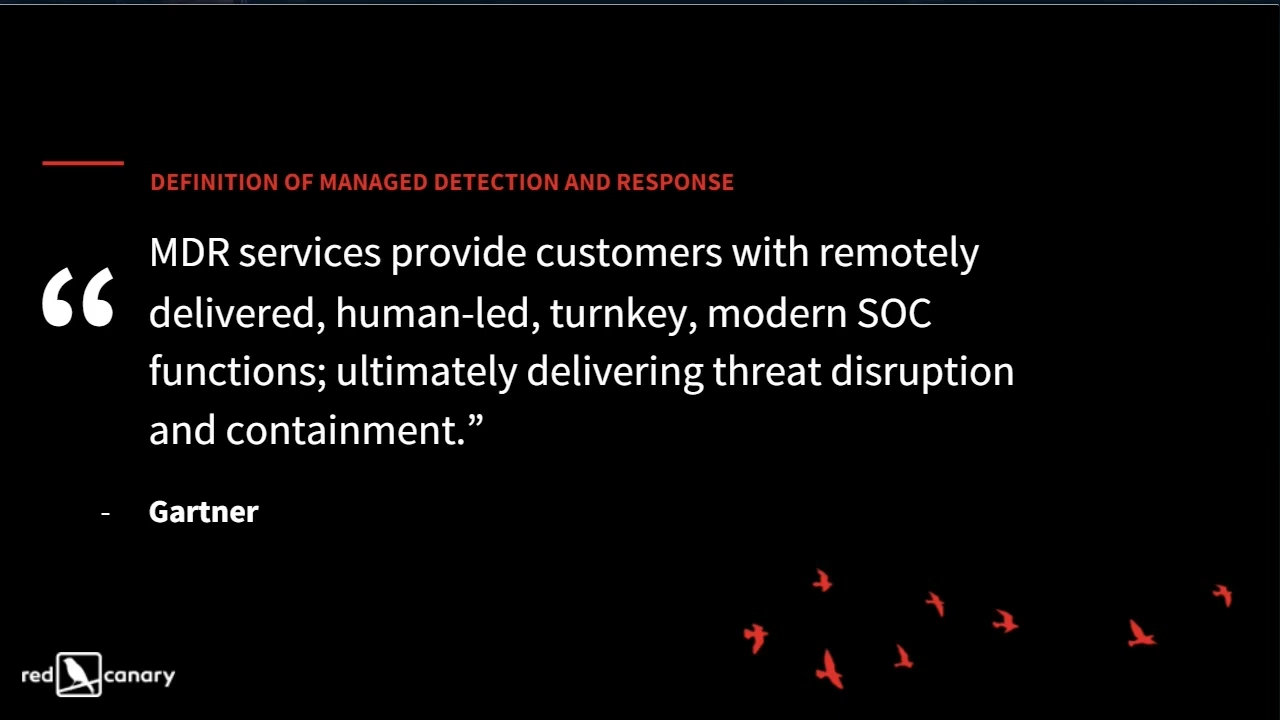 DEFINITION OF MANAGED DETECTION AND RESPONSE
“MDR services provide customers with remotely
delivered, human-led, turnkey, modern SOC
functions; ultimately delivering threat disruption
and containment.”
- Gartner
red canary